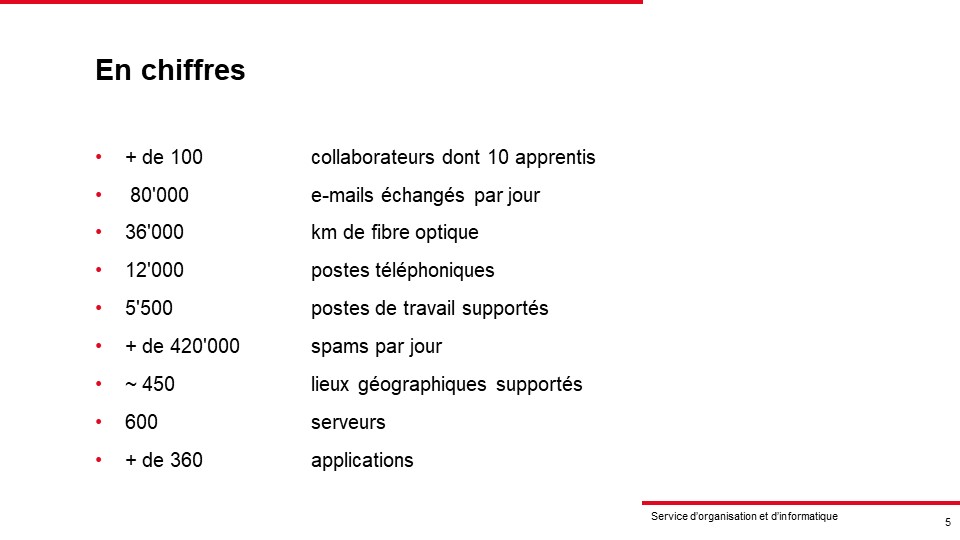 En chiffres
• + de 100 collaborateurs dont 10 apprentis
• 80'000 e-mails échangés par jour
• 36'000 km de fibre optique
• 12'000 postes téléphoniques
• 5'500 postes de travail supportés
• + de 420'000 spams par jour
• ~ 450 lieux géographiques supportés
• 600 serveurs
• + de 360 applications
Service d'organisation et d'informatique
5